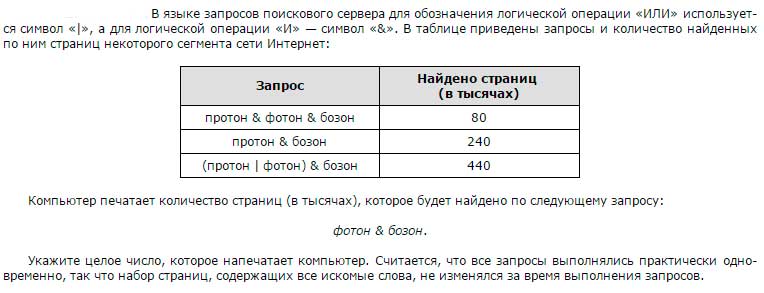 В языке запросов поискового сервера для обозначения логической операции «ИЛИ» использует-
ся символ «|», а для логической операции «И» — символ «&». В таблице приведены запросы и количество найденных
по ним страниц некоторого сегмента сети Интернет:
Запрос Найдено страниц
(в тысячах)
протон & фотон & бозон 80
протон & бозон 240
(протон | фотон) & бозон 440
Компьютер печатает количество страниц (в тысячах), которое будет найдено по следующему запросу:
фотон & бозон.
Укажите целое число, которое напечатает компьютер. Считается, что все запросы выполнялись практически одно-
временно, так что набор страниц, содержащих все искомые слова, не изменялся за время выполнения запросов.